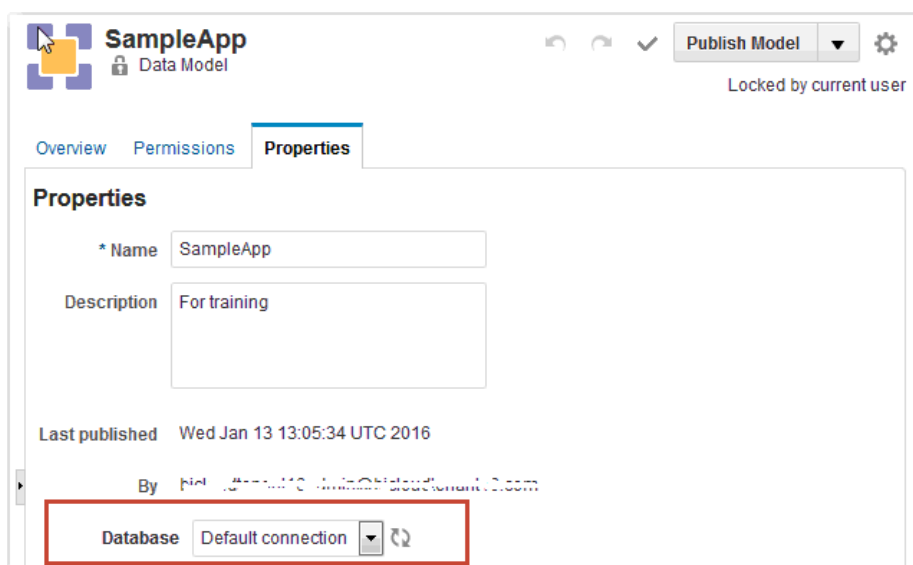 SampleApp
Data Model
Publish Model
Locked by current user
Overview Permissions Properties
Properties
* Name SampleApp
Description For training
Last published Wed Jan 13 13:05:34 UTC 2016
By
Database Default connection